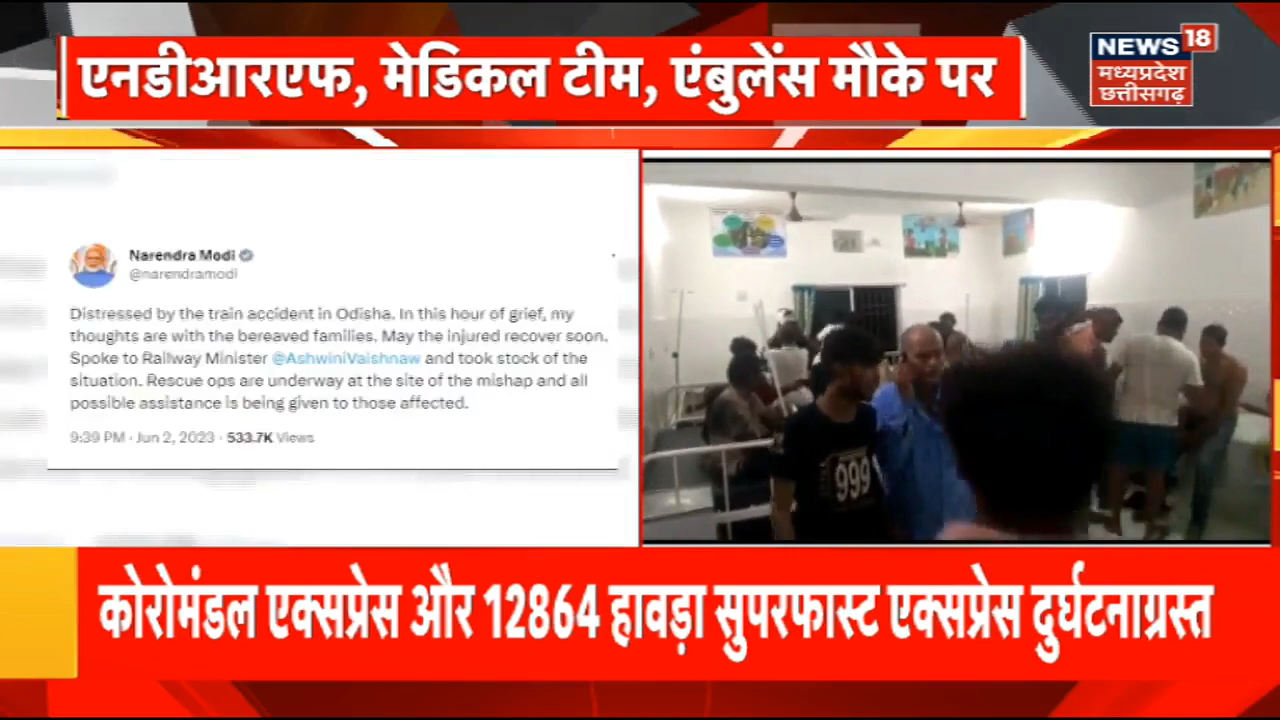 एनडीआरएफ, मेडिकल टीम, एंबुलेंस मौके पर
NEWS 18
मध्यप्रदेश
छत्तीसगढ़
Narendra Modi
@narendramodi
Distressed by the train accident in Odisha. In this hour of grief, my
thoughts are with the bereaved families. May the injured recover soon.
Spoke to Railway Minister @AshwiniVaishnaw and took stock of the
situation. Rescue ops are underway at the site of the mishap and all
possible assistance is being given to those affected.
9:39 PM · Jun 2, 2023 · 533.7K Views
999
कोरोमंडल एक्सप्रेस और 12864 हावड़ा सुपरफास्ट एक्सप्रेस दुर्घटनाग्रस्त